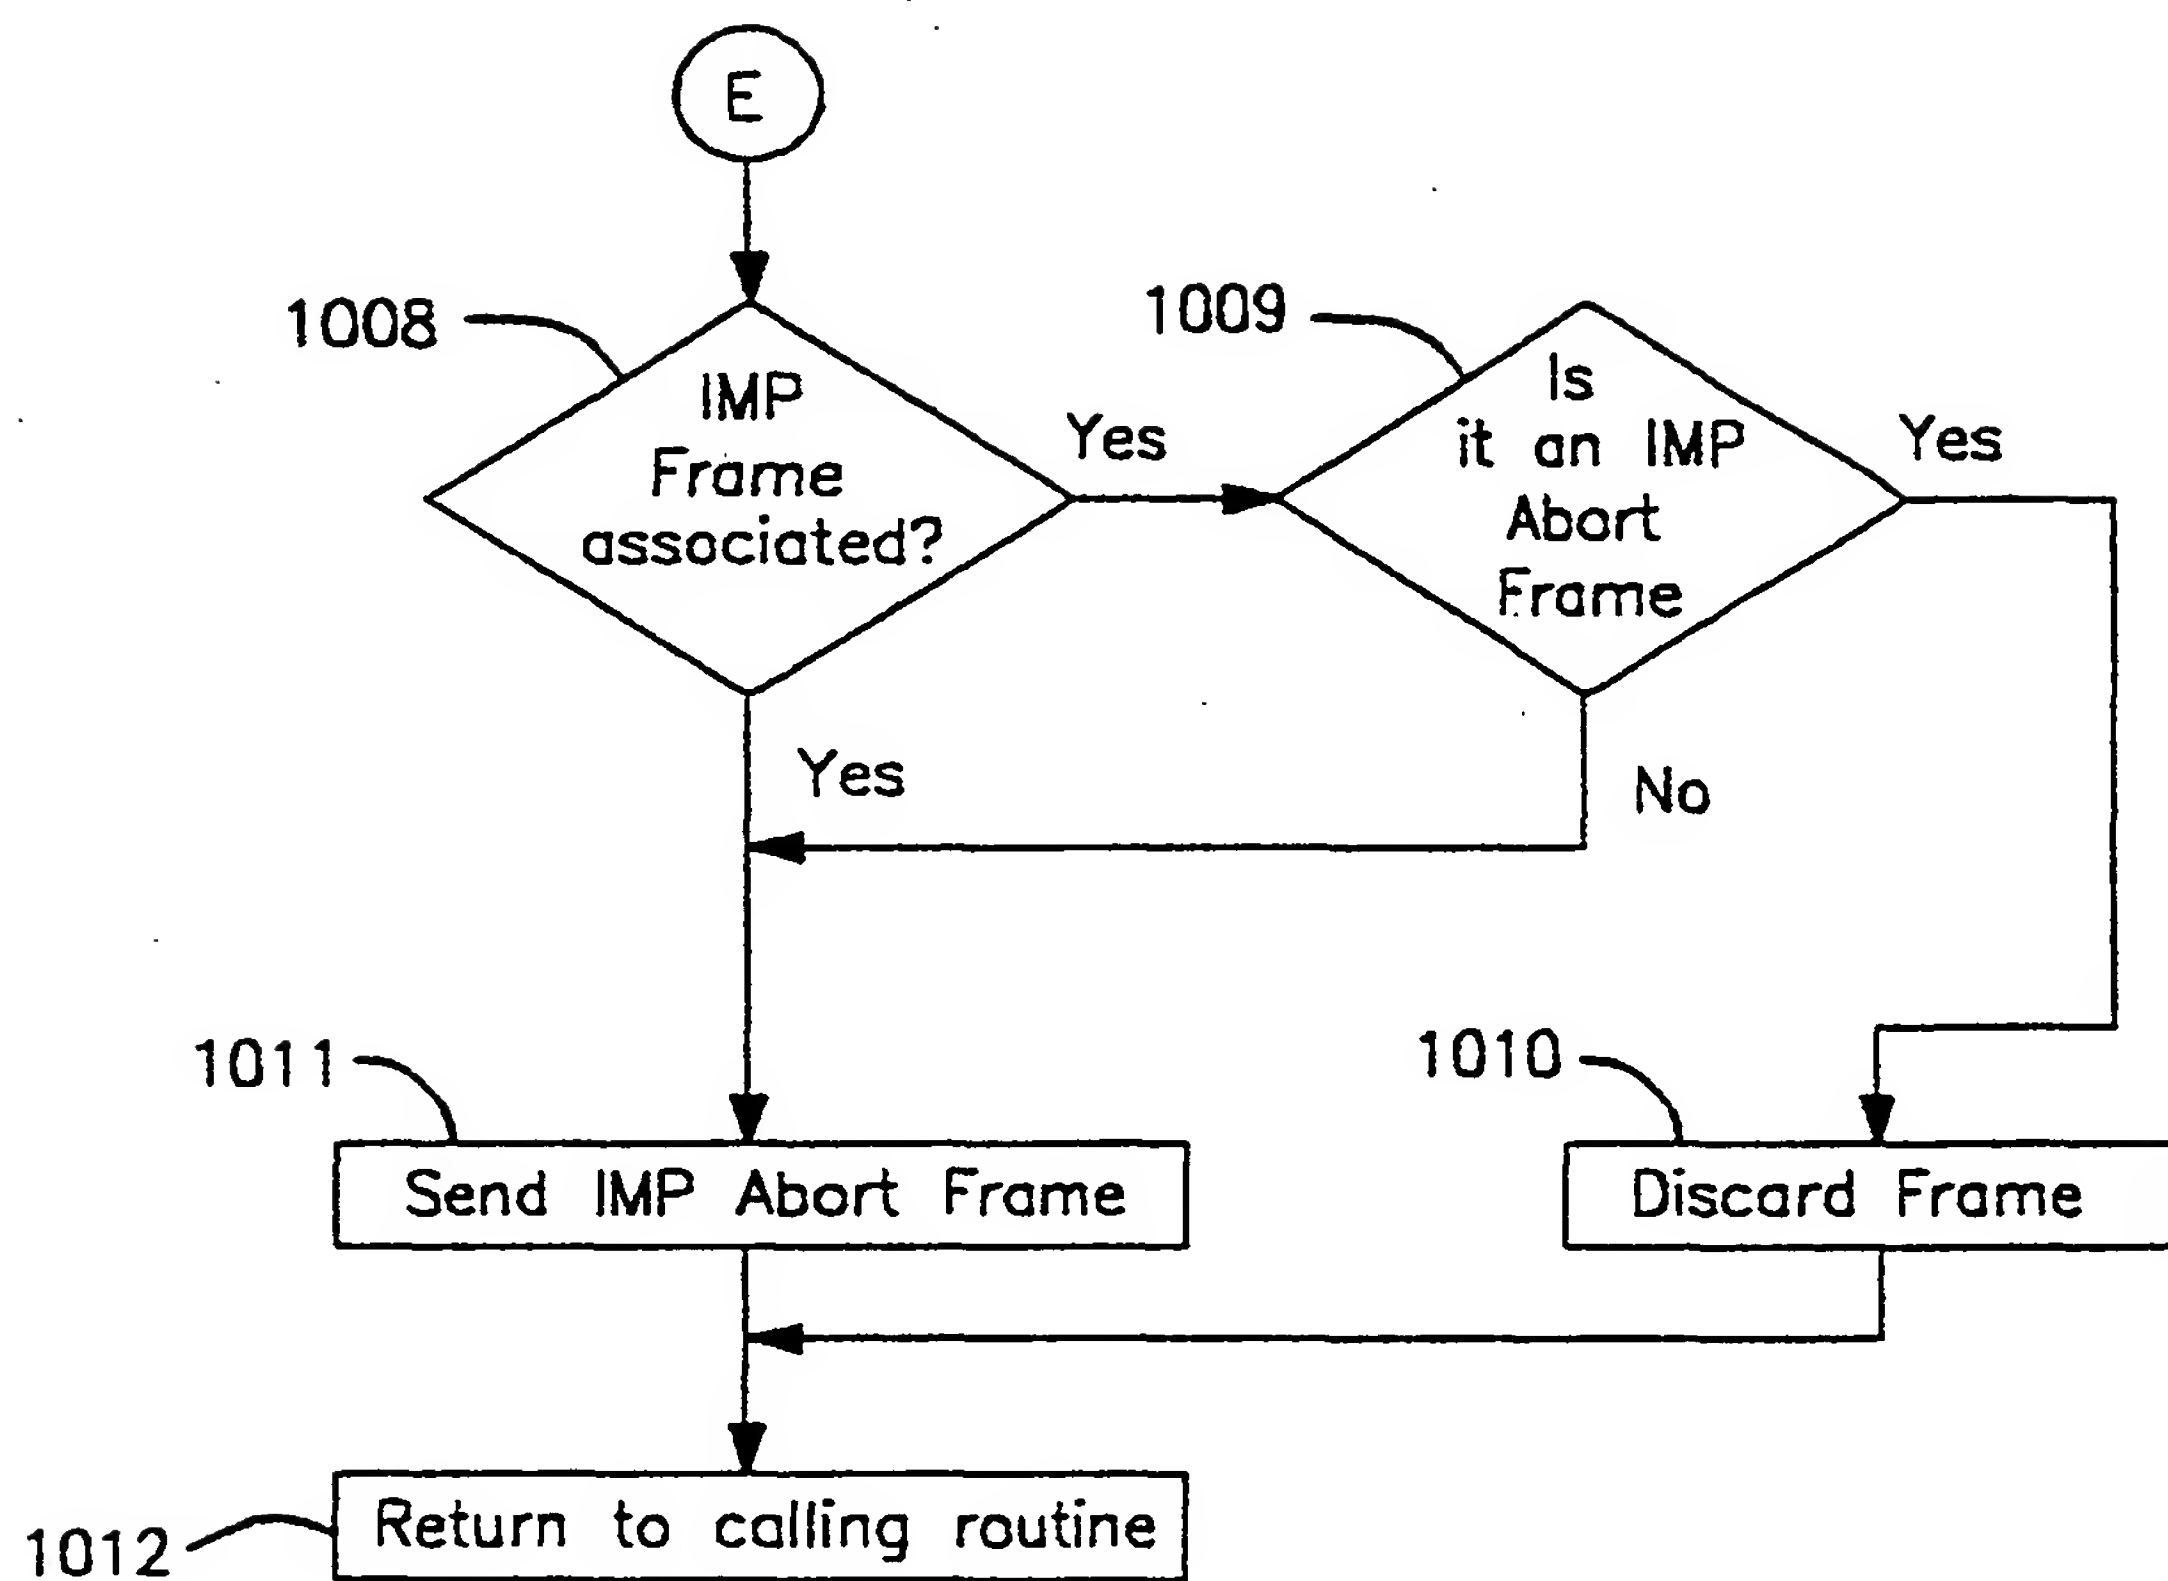 E
1008
IMP
Frame
associated?
Yes
1009
Is
it an IMP
Abort
Frame
Yes
Yes
No
1011
Send IMP Abort Frame
1010
Discard Frame
1012
Return to calling routine